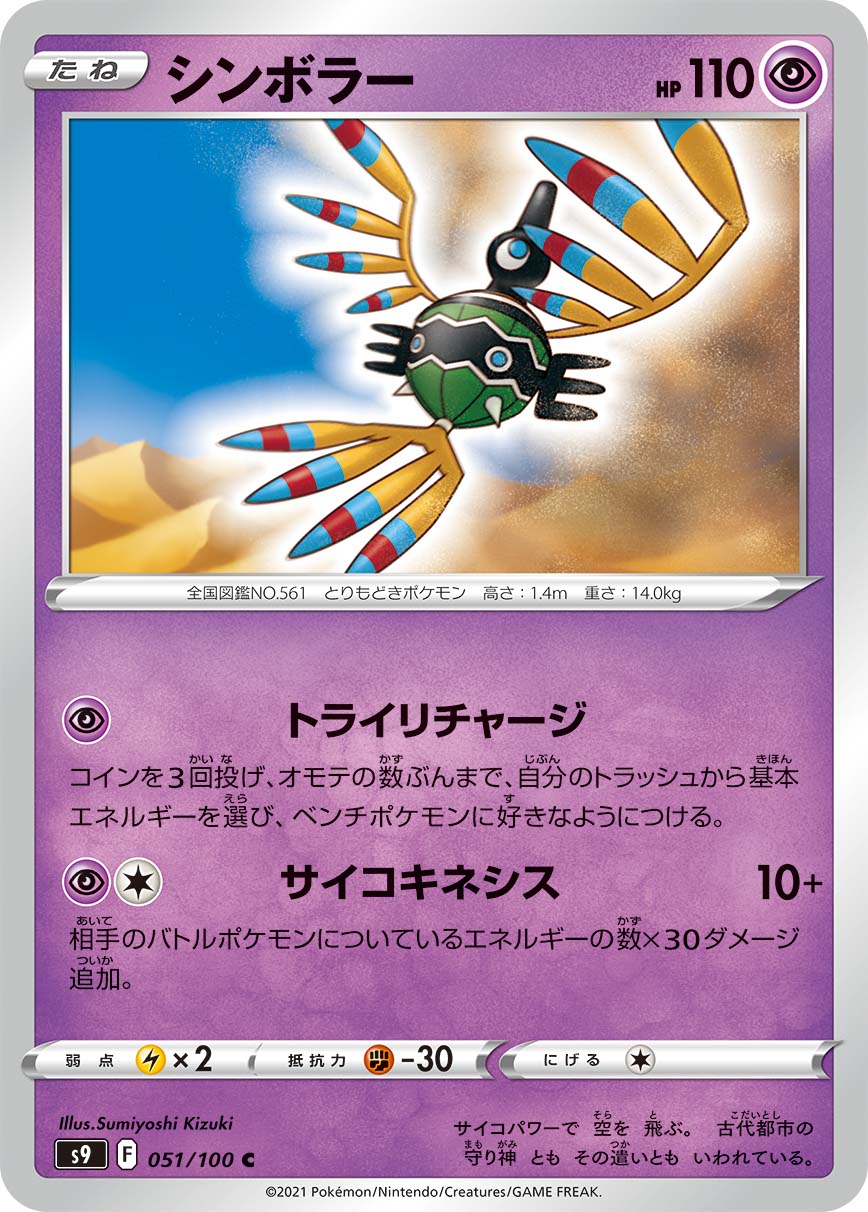 たね シンボラー HP 110
全国図鑑NO.561 とりもどきポケモン 高さ:1.4m 重さ:14.0kg
トライリチャージ
コインを3回投げ、オモテの数ぶんまで、自分のトラッシュから基本
エネルギーを選び、ベンチポケモンに好きなようにつける。
サイコキネシス 10+
相手のバトルポケモンについているエネルギーの数×30ダメージ
追加。
弱点 ×2 抵抗力 -30 にげる
Illus.Sumiyoshi Kizuki
s9 F 051/100 C
サイコパワーで 空を 飛ぶ。 古代都市の
守り神 とも その遣いとも いわれている。
©2021 Pokémon/Nintendo/Creatures/GAME FREAK.